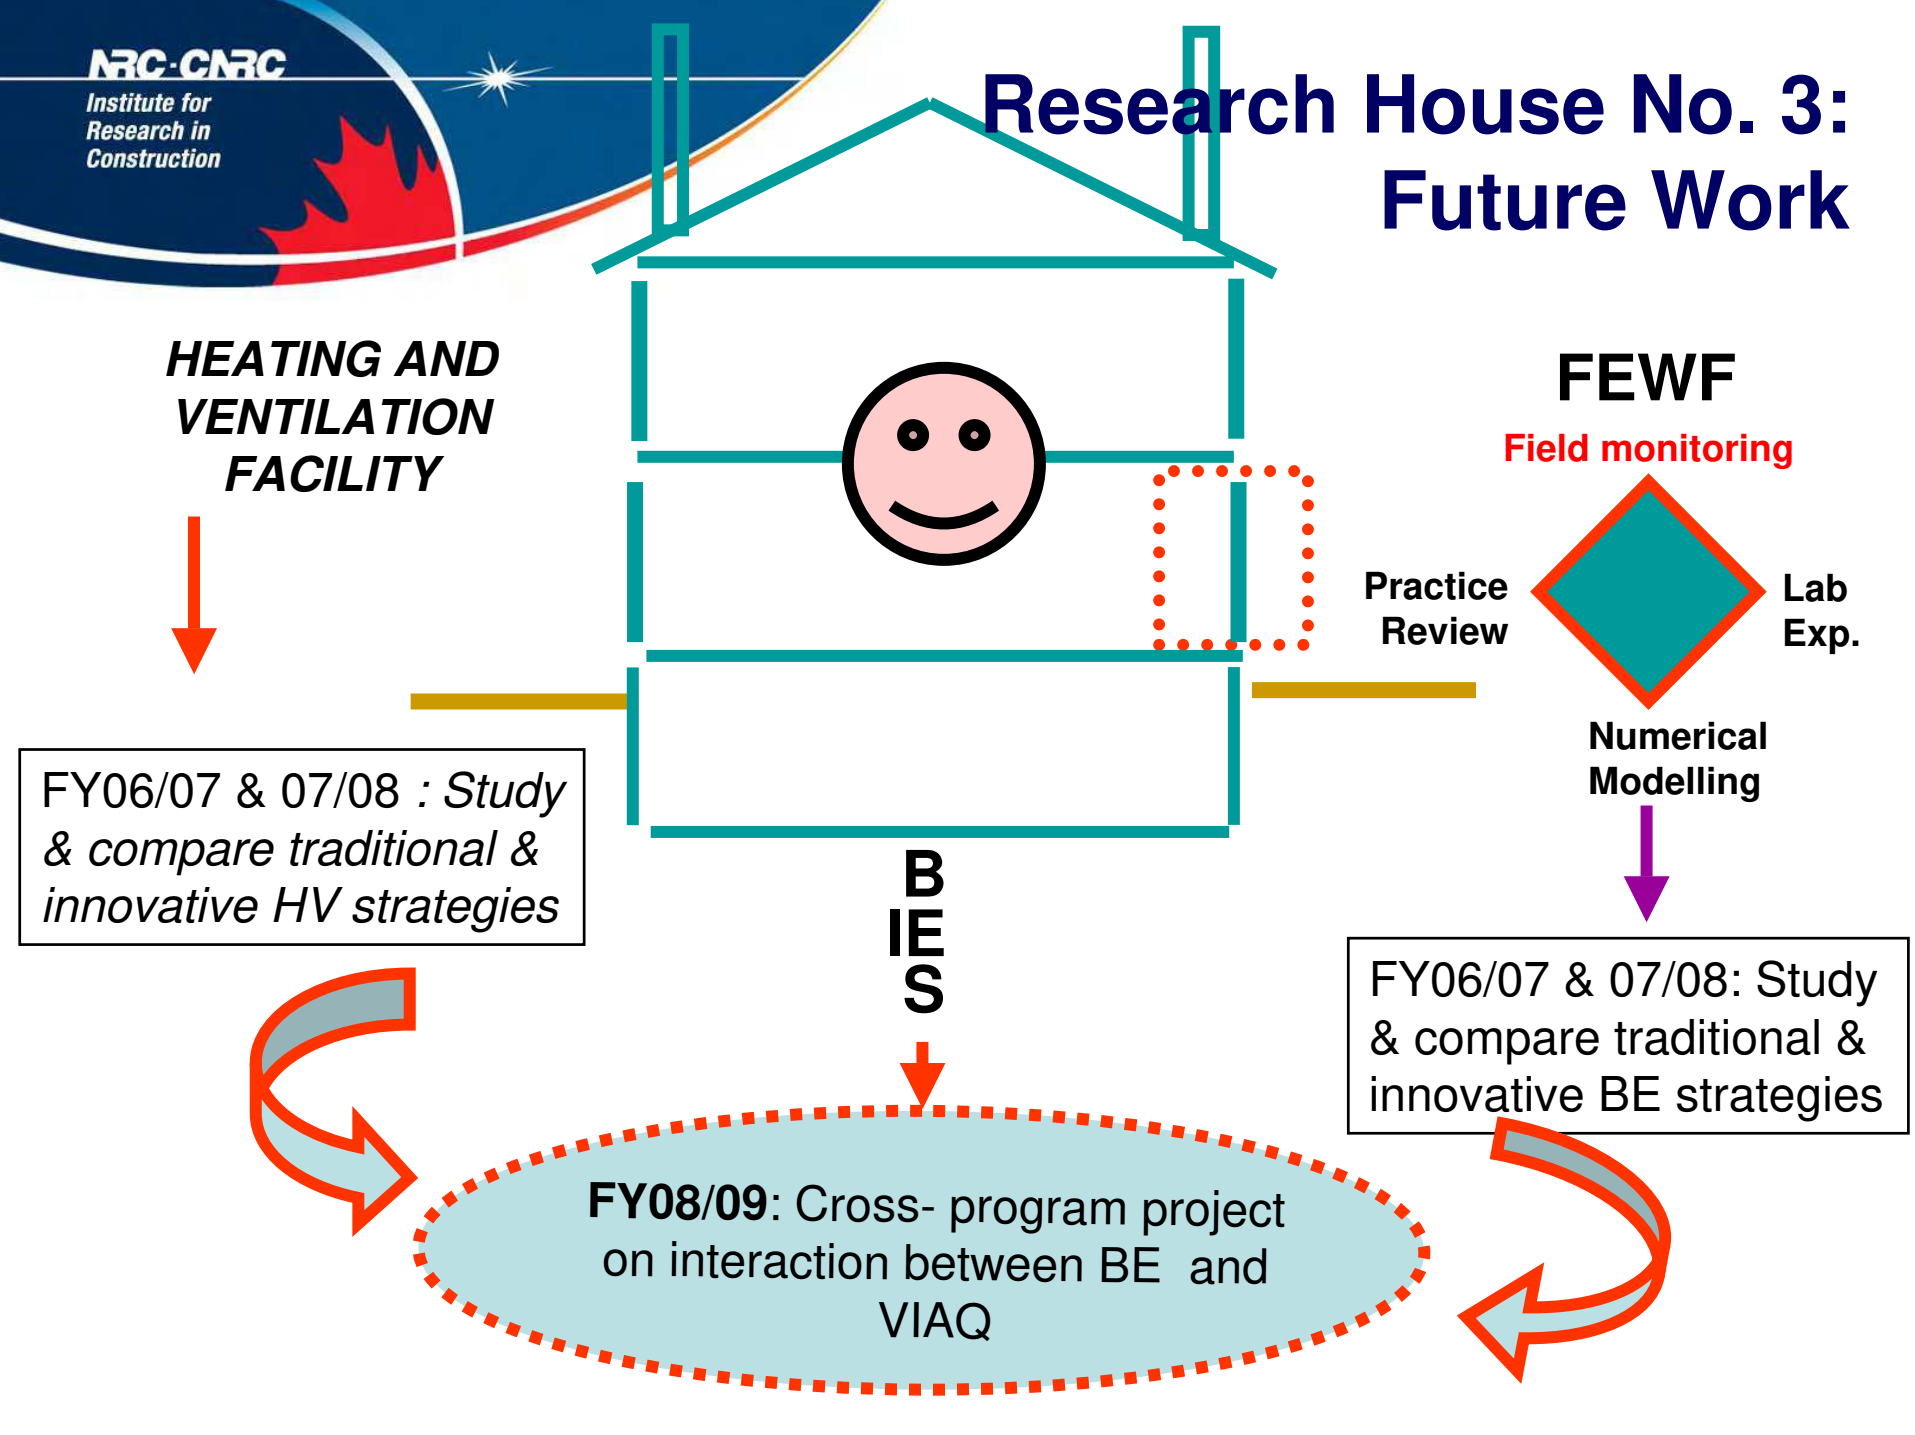 NRC·CNRC
Institute for
Research in
Construction
Research House No. 3:
Future Work
HEATING AND
VENTILATION
FACILITY
FEWF
Field monitoring
Practice
Review
Lab
Exp.
Numerical
Modelling
FY06/07 & 07/08 : Study
& compare traditional &
innovative HV strategies
B
IE
S
FY06/07 & 07/08: Study
& compare traditional &
innovative BE strategies
FY08/09: Cross- program project
on interaction between BE and
VIAQ